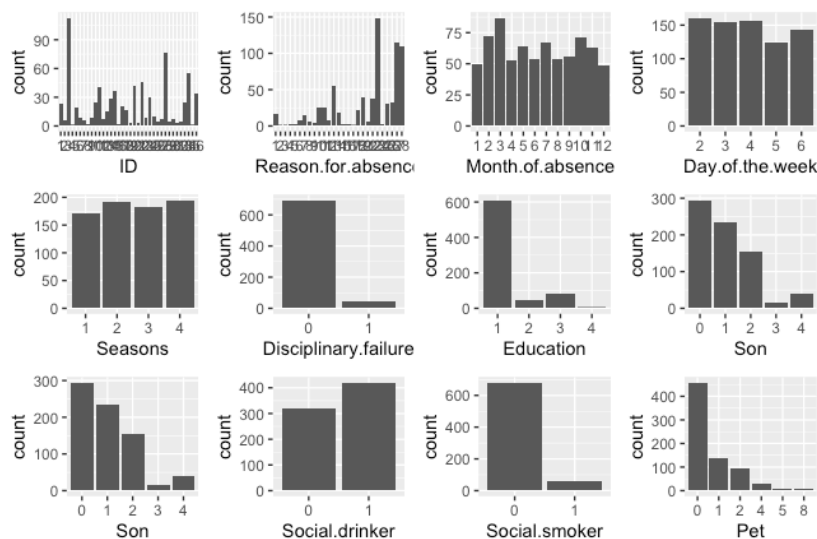 count
90
60
30
0
ID
count
150
100
50
0
Reason.for.absence
count
75
50
25
0
1 2 3 4 5 6 7 8 9 10 11 12
Month.of.absence
count
150
100
50
0
2 3 4 5 6
Day.of.the.week
count
200
150
100
50
0
1 2 3 4
Seasons
count
600
400
200
0
0 1
Disciplinary.failure
count
600
400
200
0
1 2 3 4
Education
count
300
200
100
0
0 1 2 3 4
Son
count
300
200
100
0
0 1 2 3 4
Son
count
400
300
200
100
0
0 1
Social.drinker
count
600
400
200
0
0 1
Social.smoker
count
400
300
200
100
0
0 1 2 4 5 8
Pet